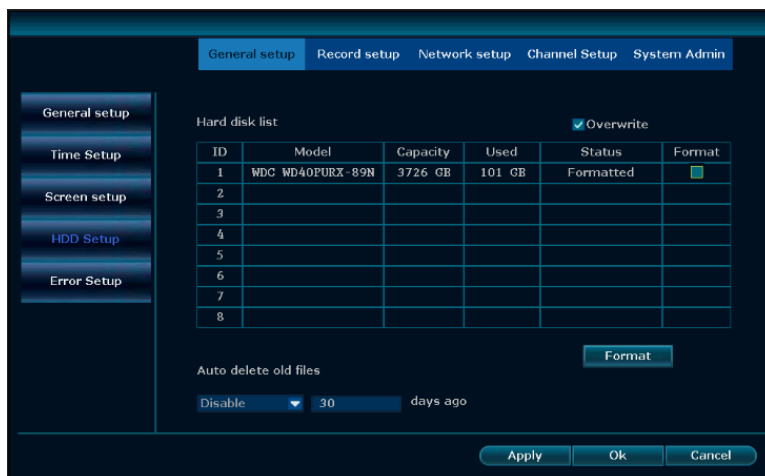 General setup Record setup Network setup Channel Setup System Admin
General setup
Time Setup
Screen setup
HDD Setup
Error Setup
Hard disk list Overwrite
ID Model Capacity Used Status Format
1 WDC WD40PURX-89N 3726 GB 101 GB Formatted
2
3
4
5
6
7
8
Format
Auto delete old files
Disable 30 days ago
Apply Ok Cancel